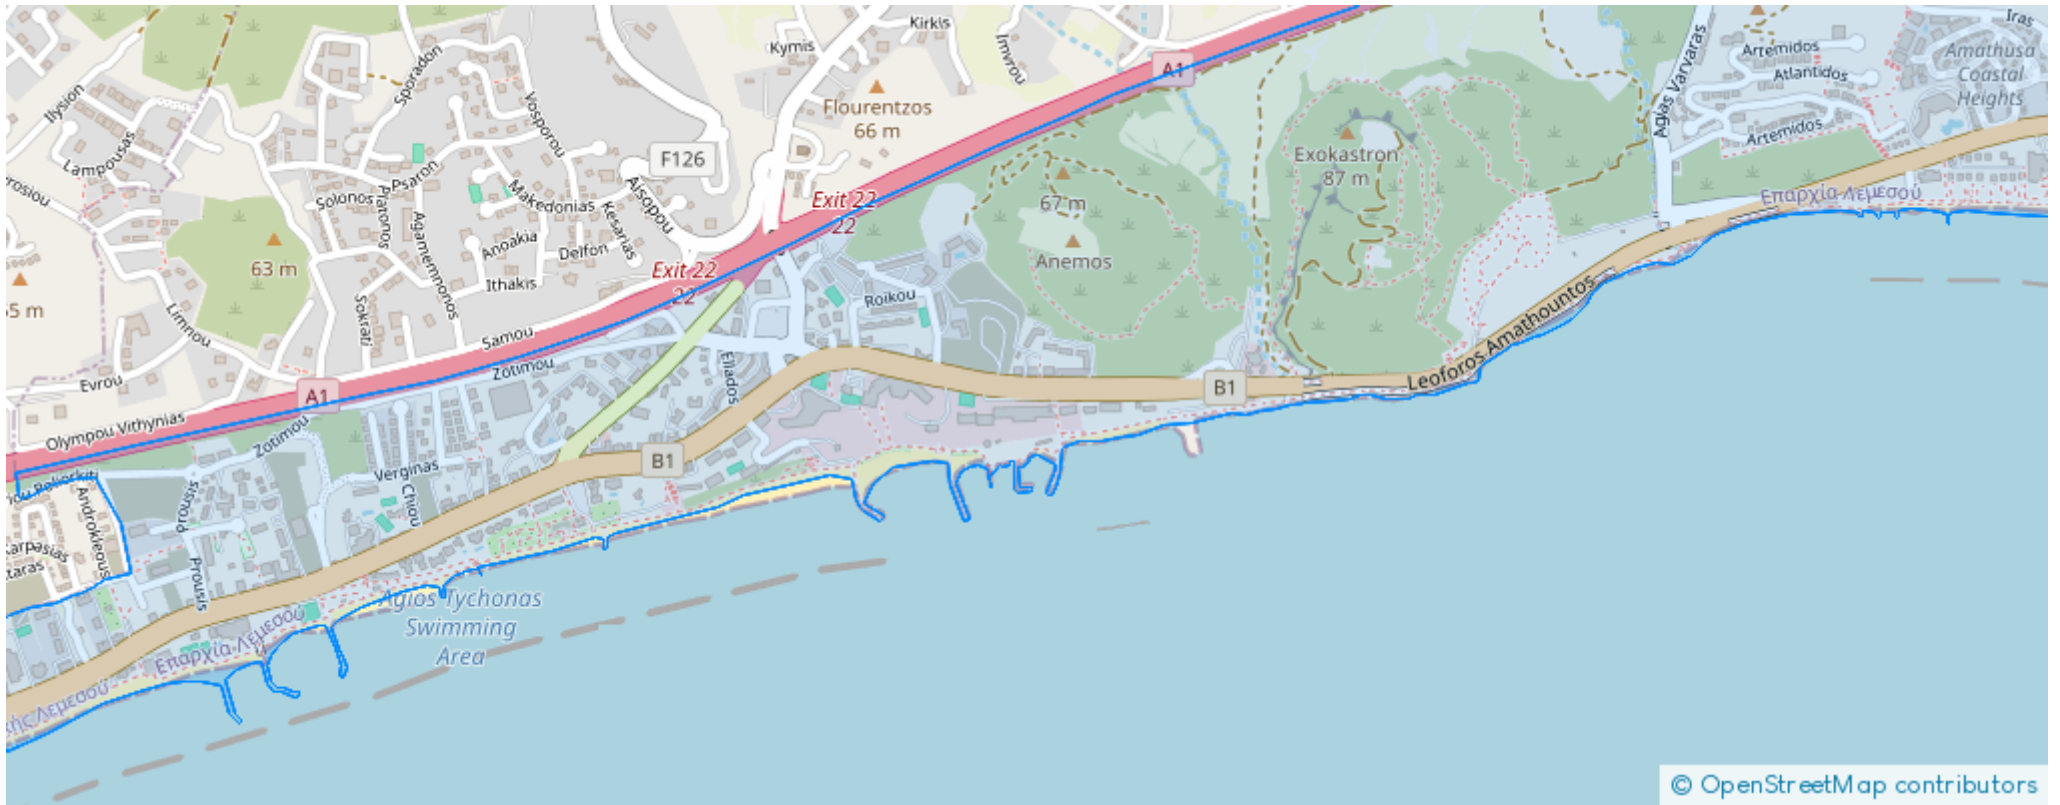 Kirkis
Iras
Kymis
Imvrou
Artemidos
Amathusa
Coastal
Heights
Sporadon
A1
Atlantidos
Ilysion
Vosporou
Flourentzos
66 m
Agias Varvaras
Artemidos
Lampousas
F126
Exokastron
87 m
Psaron
Aisopou
Makedonias
Solonos
Platonos
Kesarias
Exit 22
22
67 m
Επαρχία Λεμεσού
Agamemnonos
Anoakia
Delfon
63 m
Exit 22
22
Anemos
Ithakis
Roikou
Limnou
Sokrati
Samou
Leoforos Amathountos
Zotimou
Evrou
Eliados
A1
B1
Olympou Vithynias
Zotimou
B1
Verginas
Androkleous
Prousis
Chiou
Karpasias
Prousis
Agios Tychonas
Swimming
Area
Επαρχία Λεμεσού
Λεμεσού
© OpenStreetMap contributors